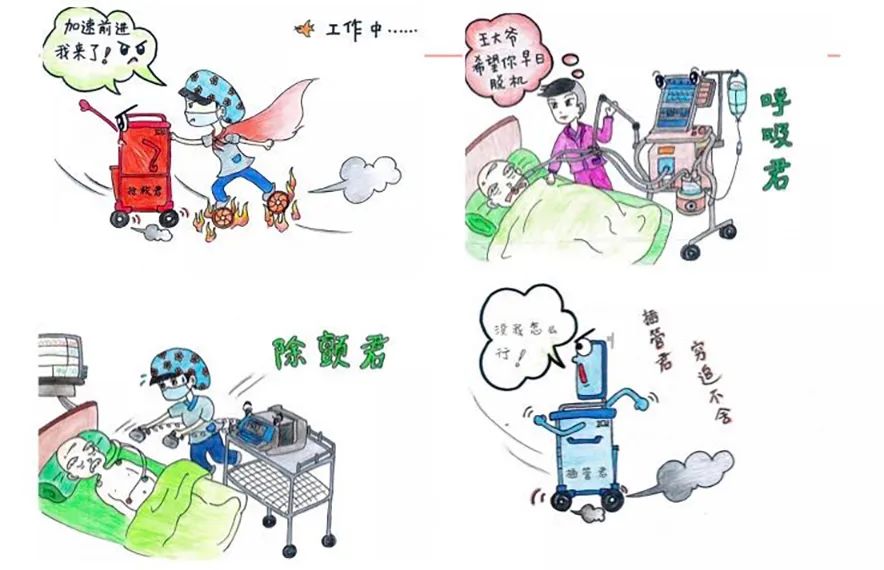 加速前进
我来了！
工作中……
抢救君
王大爷
希望你早日
脱机
呼吸君
除颤君
没我怎么
行！
插管君
穷追不舍
插管君